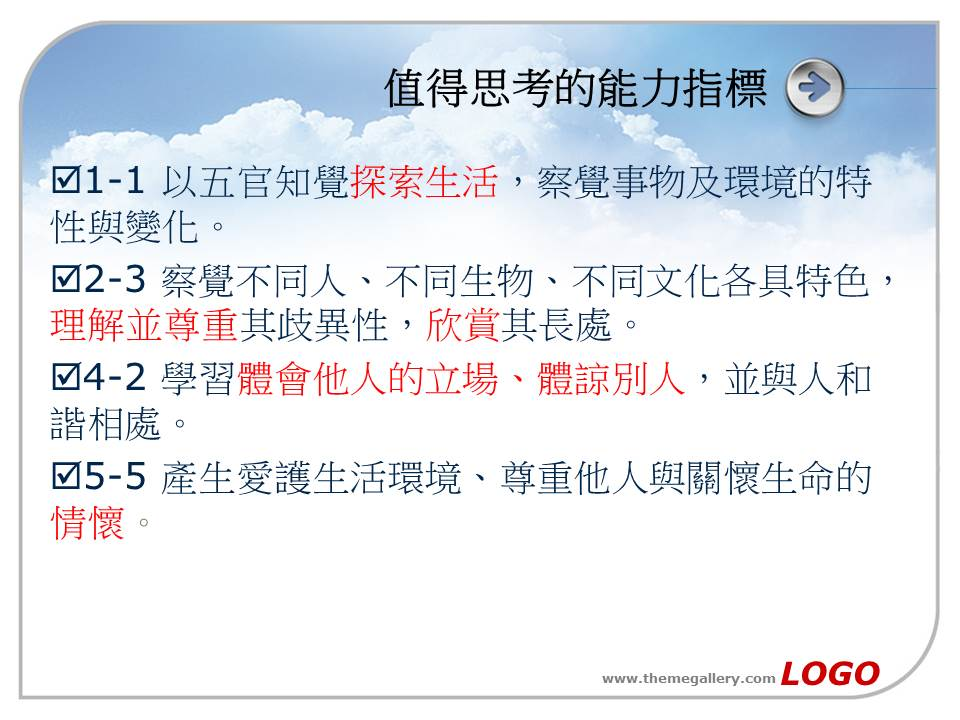 值得思考的能力指標
☑1-1 以五官知覺探索生活，察覺事物及環境的特
性與變化。
☑2-3 察覺不同人、不同生物、不同文化各具特色，
理解並尊重其歧異性，欣賞其長處。
☑4-2 學習體會他人的立場、體諒別人，並與人和
諧相處。
☑5-5 產生愛護生活環境、尊重他人與關懷生命的
情懷。
www.themegallery.com LOGO